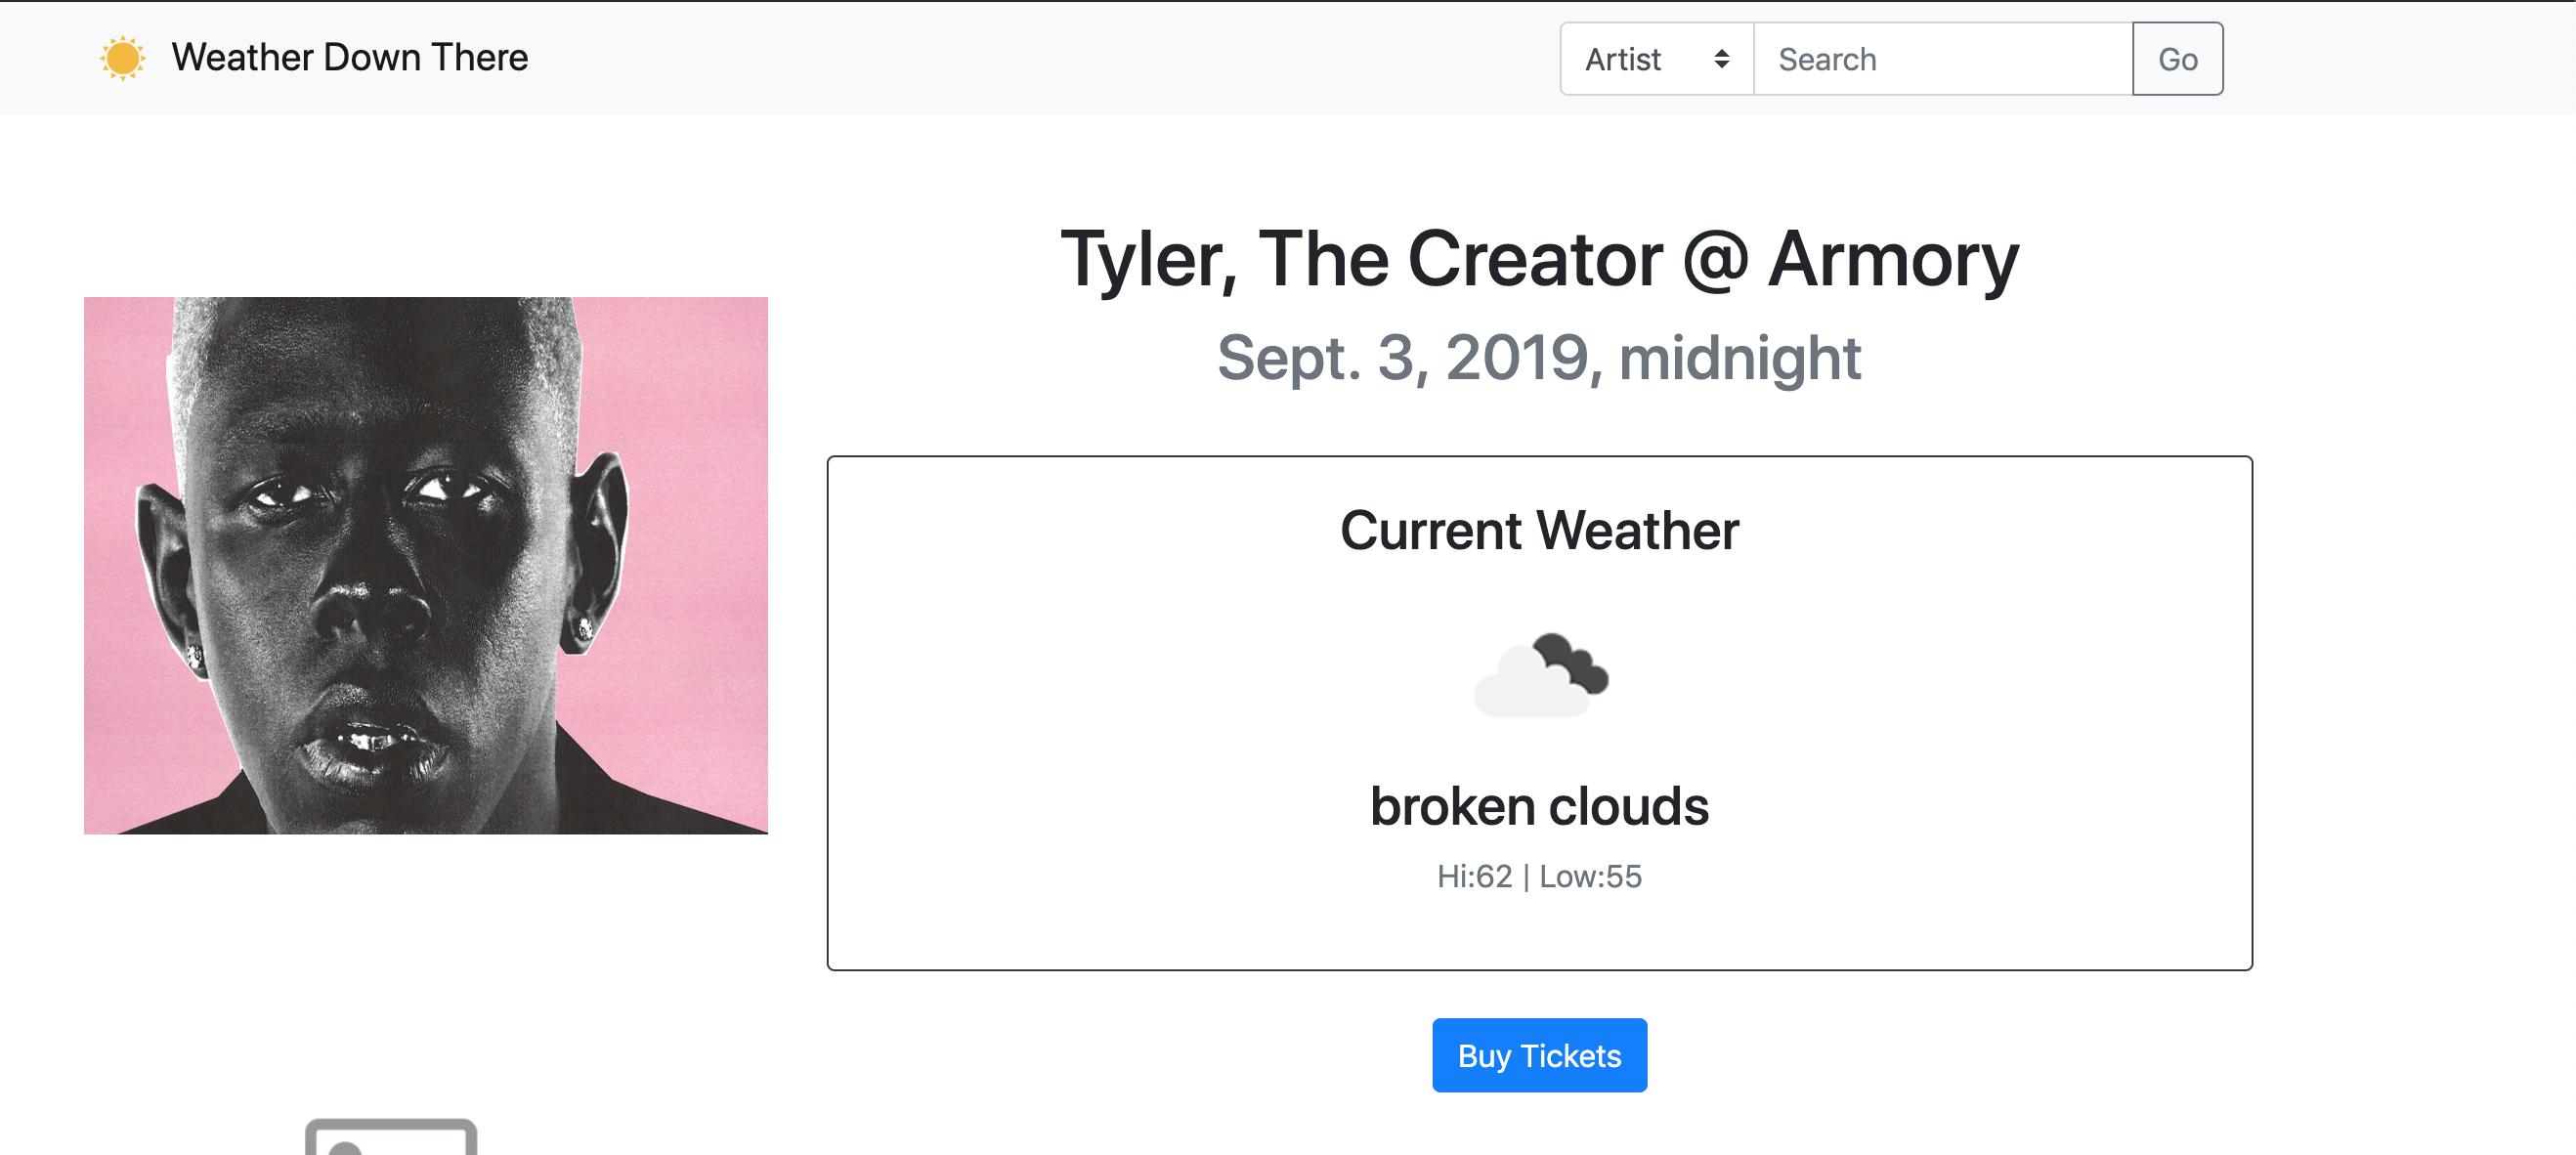 Weather Down There
Artist
Search
Go
Tyler, The Creator @ Armory
Sept. 3, 2019, midnight
Current Weather
broken clouds
Hi:62 | Low:55
Buy Tickets